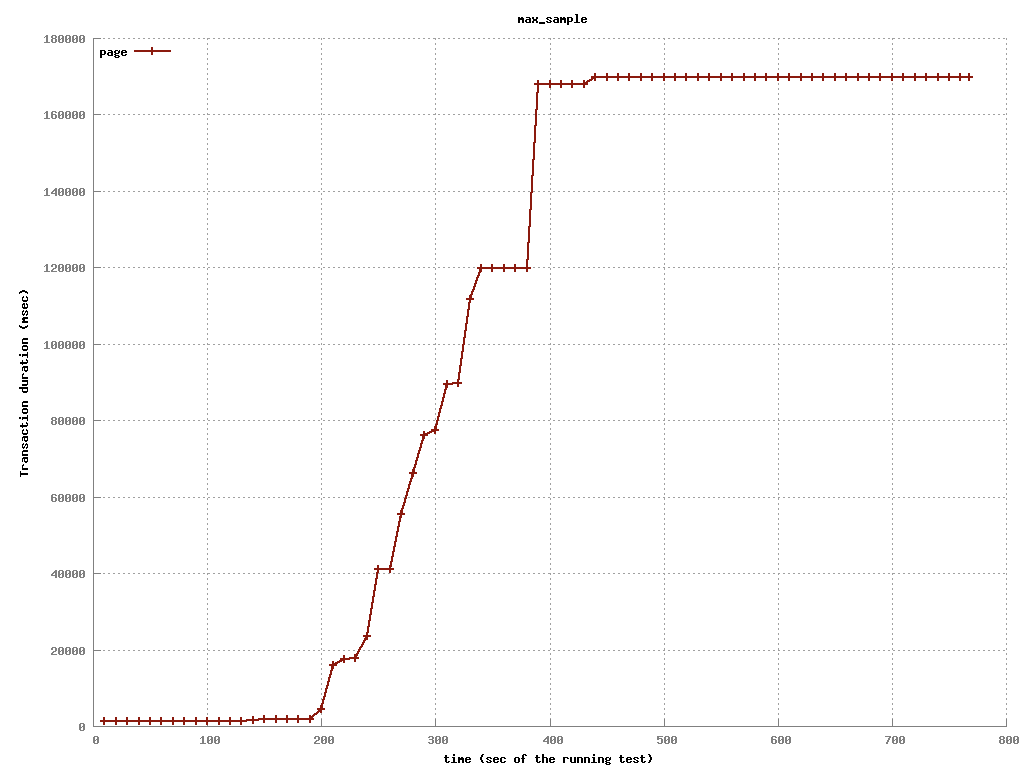 max_sample
page
180000
160000
140000
120000
100000
80000
60000
40000
20000
0
Transaction duration (msec)
0 100 200 300 400 500 600 700 800
time (sec of the running test)